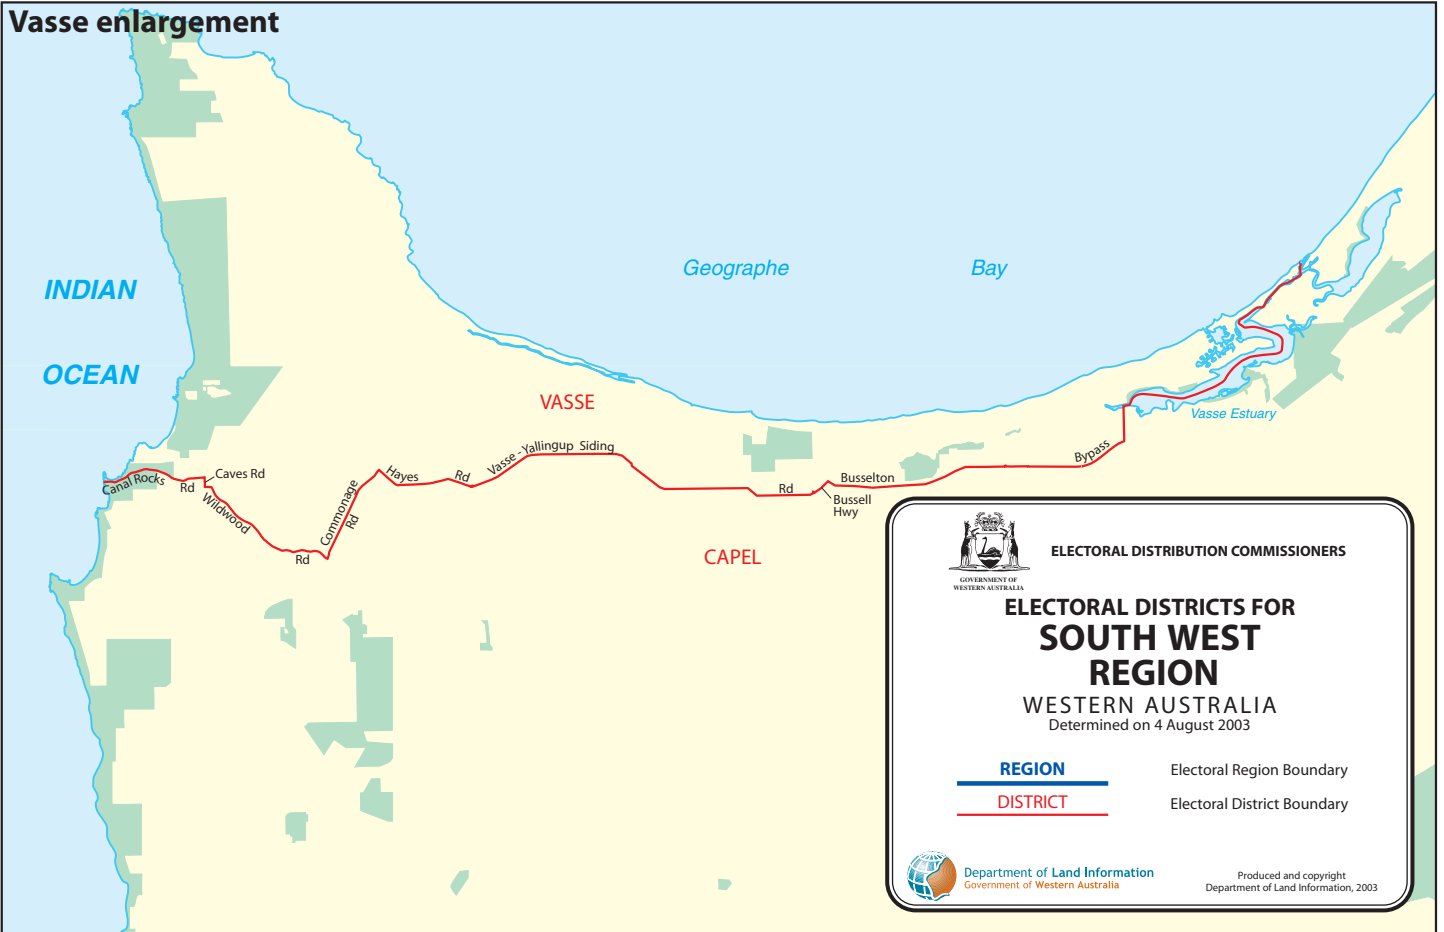 Vasse enlargement
INDIAN
OCEAN
Geographe Bay
VASSE
Vasse Estuary
Canal Rocks Rd
Caves Rd
Wildwood Rd
Commonage Rd
Hayes Rd
Vasse - Yallingup Siding Rd
Busselton Bypass
Bussell
Hwy
CAPEL
GOVERNMENT OF
WESTERN AUSTRALIA
ELECTORAL DISTRIBUTION COMMISSIONERS
ELECTORAL DISTRICTS FOR
SOUTH WEST
REGION
WESTERN AUSTRALIA
Determined on 4 August 2003
REGION Electoral Region Boundary
DISTRICT Electoral District Boundary
Department of Land Information
Government of Western Australia
Produced and copyright
Department of Land Information, 2003